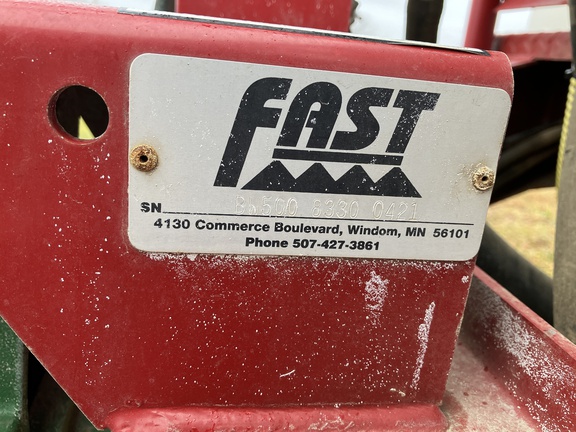 FAST
SN
4130 Commerce Boulevard, Windom, MN 56101
Phone 507-427-3861